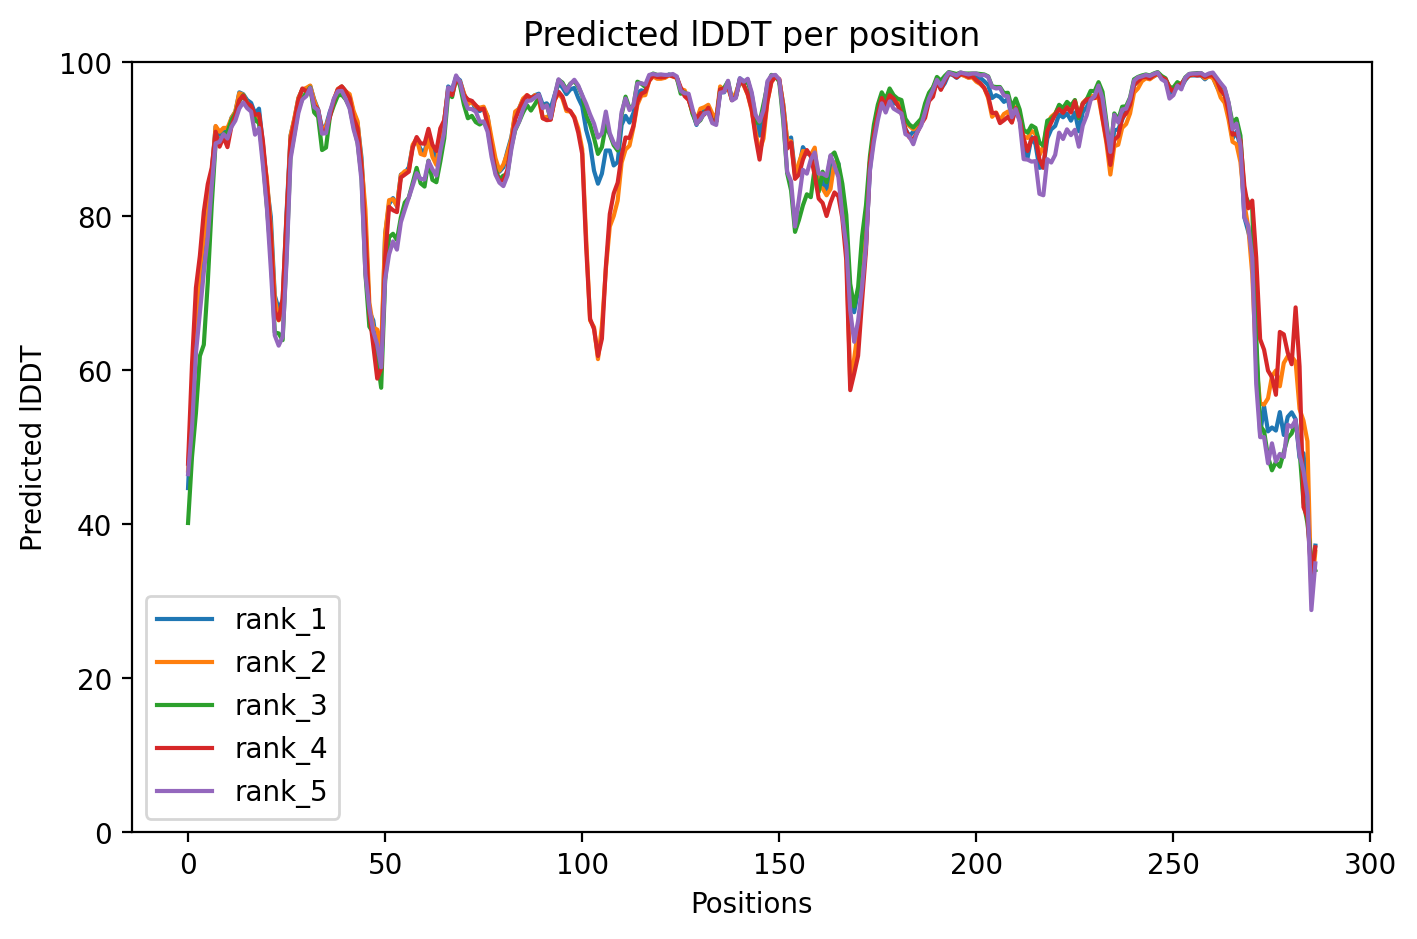 Predicted lDDT per position
Predicted lDDT
100
80
60
40
20
0
rank_1
rank_2
rank_3
rank_4
rank_5
0 50 100 150 200 250 300
Positions